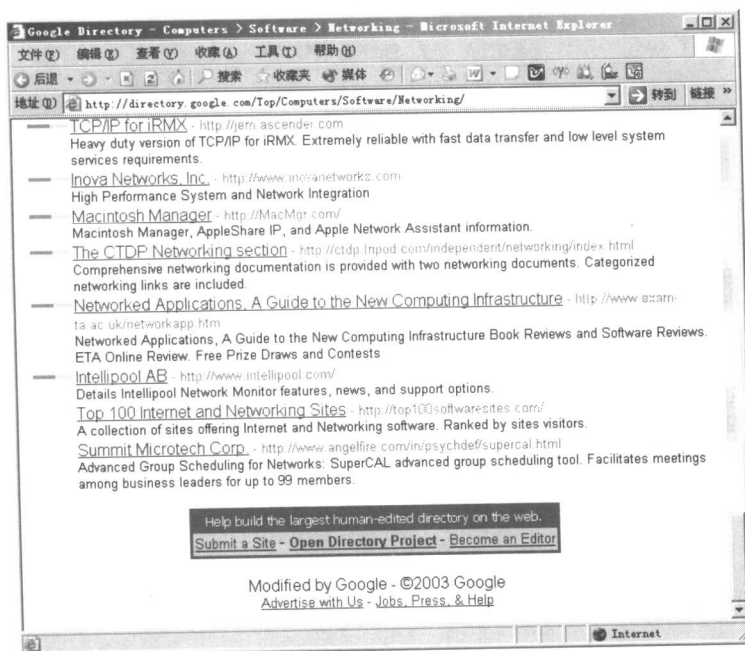 Google Directory - Computers > Software > Networking - Microsoft Internet Explorer
文件(F) 编辑(E) 查看(V) 收藏(A) 工具(T) 帮助(H)
后退 搜索 收藏夹 媒体
地址(D) http://directory.google.com/Top/Computers/Software/Networking/ 转到 链接 »
TCP/IP for iRMX - http://jem.ascender.com
Heavy duty version of TCP/IP for iRMX. Extremely reliable with fast data transfer and low level system
services requirements.
Inova Networks, Inc. - http://www.inovanetworks.com
High Performance System and Network Integration
Macintosh Manager - http://MacMgr.com/
Macintosh Manager, AppleShare IP, and Apple Network Assistant information.
The CTDP Networking section - http://ctdp.tripod.com/independent/networking/index.html
Comprehensive networking documentation is provided with two networking documents. Categorized
networking links are included.
Networked Applications, A Guide to the New Computing Infrastructure - http://www.exam-
ta.ac.uk/networkapp.htm
Networked Applications, A Guide to the New Computing Infrastructure Book Reviews and Software Reviews.
ETA Online Review. Free Prize Draws and Contests
Intellipool AB - http://www.intellipool.com/
Details Intellipool Network Monitor features, news, and support options.
Top 100 Internet and Networking Sites - http://top100softwaresites.com/
A collection of sites offering Internet and Networking software. Ranked by sites visitors.
Summit Microtech Corp. - http://www.angelfire.com/in/psychdef/supercal.html
Advanced Group Scheduling for Networks: SuperCAL advanced group scheduling tool. Facilitates meetings
among business leaders for up to 99 members.
Help build the largest human-edited directory on the web.
Submit a Site - Open Directory Project - Become an Editor
Modified by Google - ©2003 Google
Advertise with Us - Jobs, Press, & Help
Internet